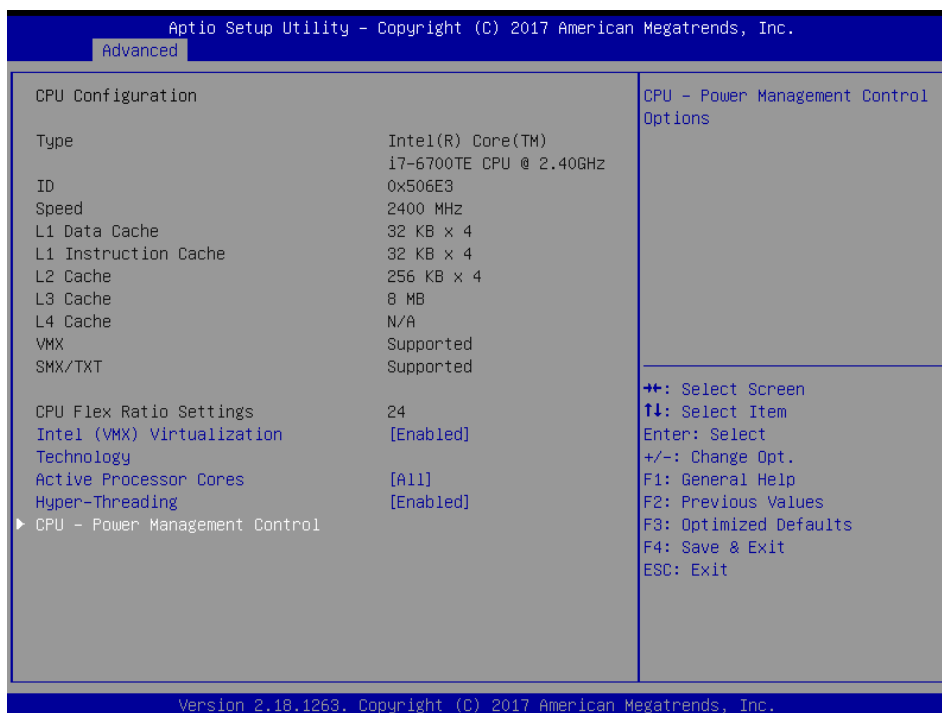 Aptio Setup Utility – Copyright (C) 2017 American Megatrends, Inc.
Advanced
CPU Configuration
Type Intel(R) Core(TM)
i7-6700TE CPU @ 2.40GHz
ID 0x506E3
Speed 2400 MHz
L1 Data Cache 32 KB x 4
L1 Instruction Cache 32 KB x 4
L2 Cache 256 KB x 4
L3 Cache 8 MB
L4 Cache N/A
VMX Supported
SMX/TXT Supported
CPU Flex Ratio Settings 24
Intel (VMX) Virtualization [Enabled]
Technology
Active Processor Cores [All]
Hyper-Threading [Enabled]
CPU – Power Management Control
CPU – Power Management Control
Options
→←: Select Screen
↑↓: Select Item
Enter: Select
+/-: Change Opt.
F1: General Help
F2: Previous Values
F3: Optimized Defaults
F4: Save & Exit
ESC: Exit
Version 2.18.1263. Copyright (C) 2017 American Megatrends, Inc.